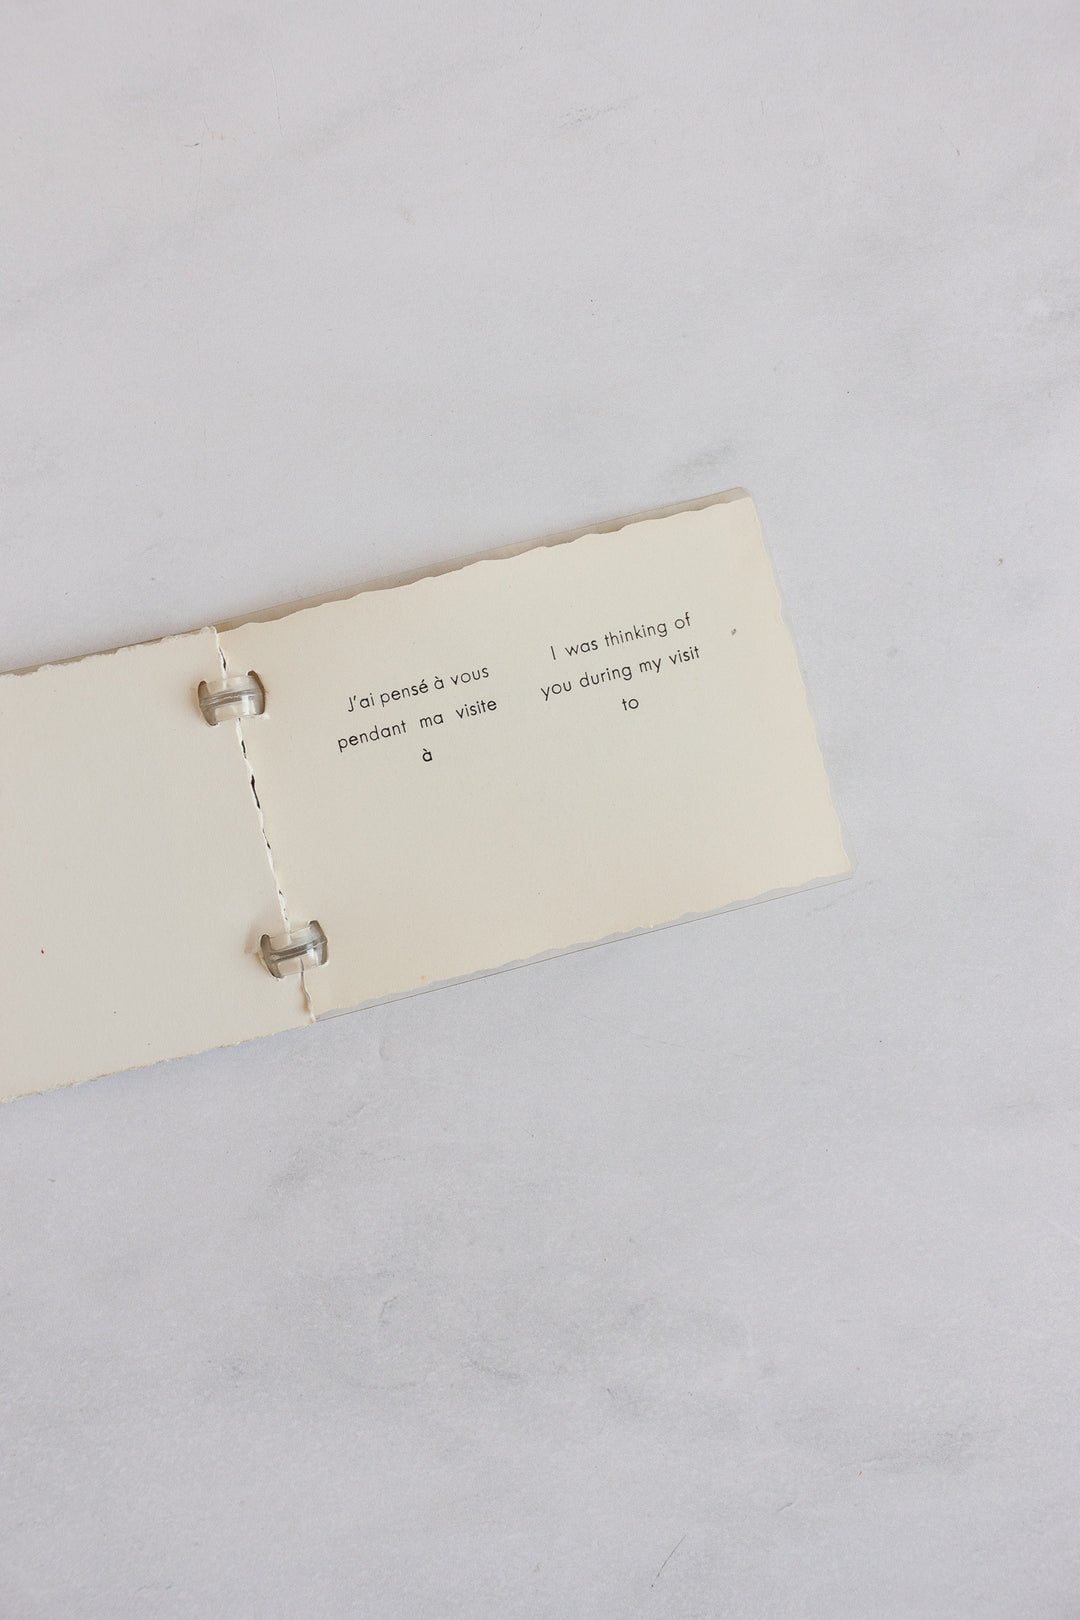 J'ai pensé à vous
pendant ma visite
à
I was thinking of
you during my visit
to